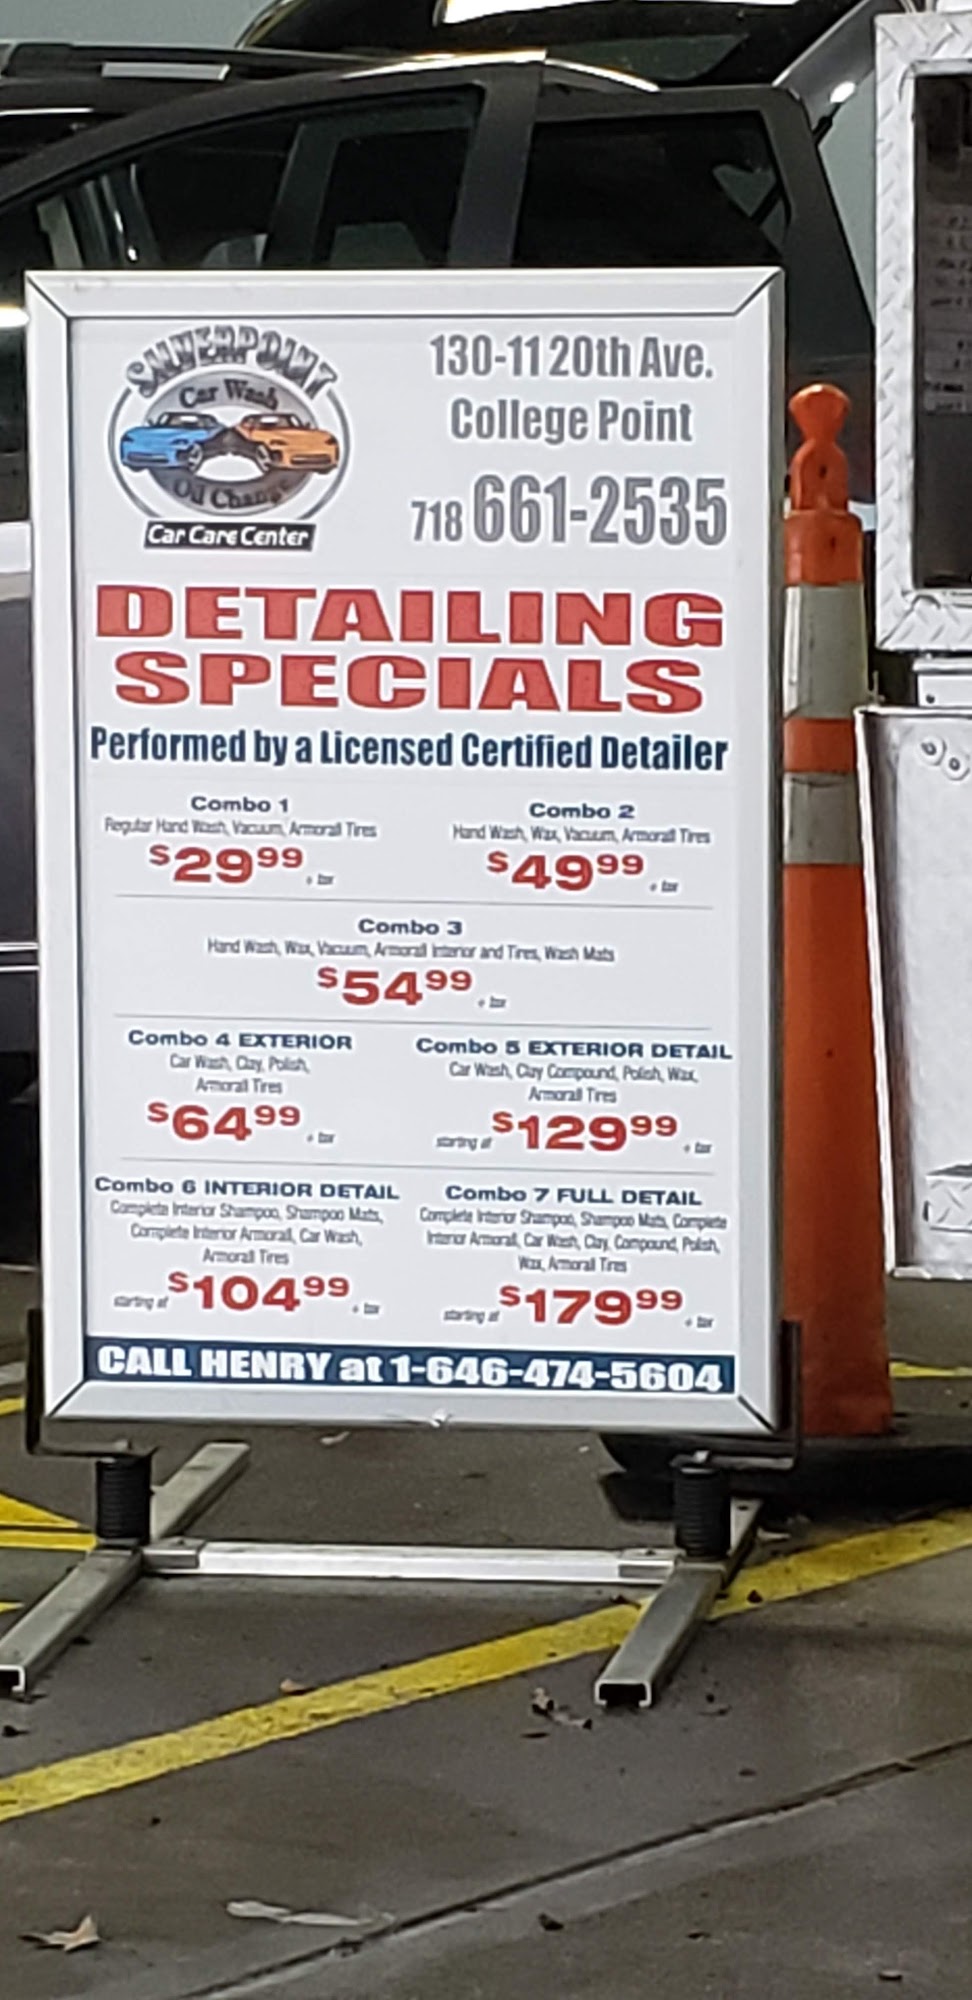 SILVERPOINT
Car Wash
Oil Change
Car Care Center
130-11 20th Ave.
College Point
718 661-2535
DETAILING
SPECIALS
Performed by a Licensed Certified Detailer
Combo 1
Regular Hand Wash, Vacuum, Armorall Tires
$29.99 + tax
Combo 2
Hand Wash, Wax, Vacuum, Armorall Tires
$49.99 + tax
Combo 3
Hand Wash, Wax, Vacuum, Armorall Interior and Tires, Wash Mats
$54.99 + tax
Combo 4 EXTERIOR
Car Wash, Clay, Polish,
Armorall Tires
$64.99 + tax
Combo 5 EXTERIOR DETAIL
Car Wash, Clay Compound, Polish, Wax,
Armorall Tires
starting at $129.99 + tax
Combo 6 INTERIOR DETAIL
Complete Interior Shampoo, Shampoo Mats,
Complete Interior Armorall, Car Wash,
Armorall Tires
starting at $104.99 + tax
Combo 7 FULL DETAIL
Complete Interior Shampoo, Shampoo Mats, Complete
Interior Armorall, Car Wash, Clay, Compound, Polish,
Wax, Armorall Tires
starting at $179.99 + tax
CALL HENRY at 1-646-474-5604